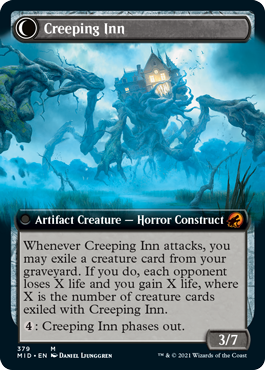 Creeping Inn
Artifact Creature — Horror Construct
Whenever Creeping Inn attacks, you
may exile a creature card from your
graveyard. If you do, each opponent
loses X life and you gain X life, where
X is the number of creature cards
exiled with Creeping Inn.
4 : Creeping Inn phases out.
3/7
379 M
MID • EN DANIEL LJUNGGREN ™ & © 2021 Wizards of the Coast